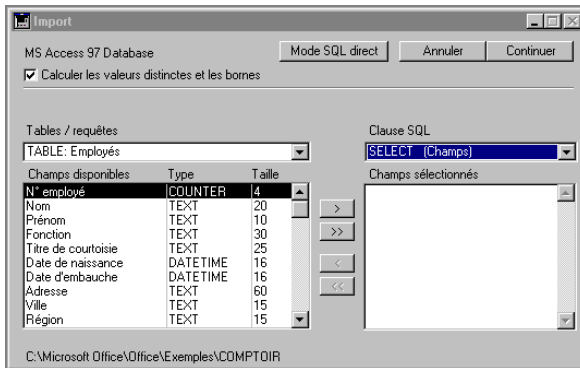 Import
MS Access 97 Database
Mode SQL direct
Annuler
Continuer
Calculer les valeurs distinctes et les bornes
Tables / requêtes
Clause SQL
TABLE: Employés
SELECT (Champs)
Champs disponibles Type Taille
Champs sélectionnés
N° employé COUNTER 4
Nom TEXT 20
Prénom TEXT 10
Fonction TEXT 30
Titre de courtoisie TEXT 25
Date de naissance DATETIME 16
Date d'embauche DATETIME 16
Adresse TEXT 60
Ville TEXT 15
Région TEXT 15
>
>>
<
<<
C:\Microsoft Office\Office\Exemples\COMPTOIR